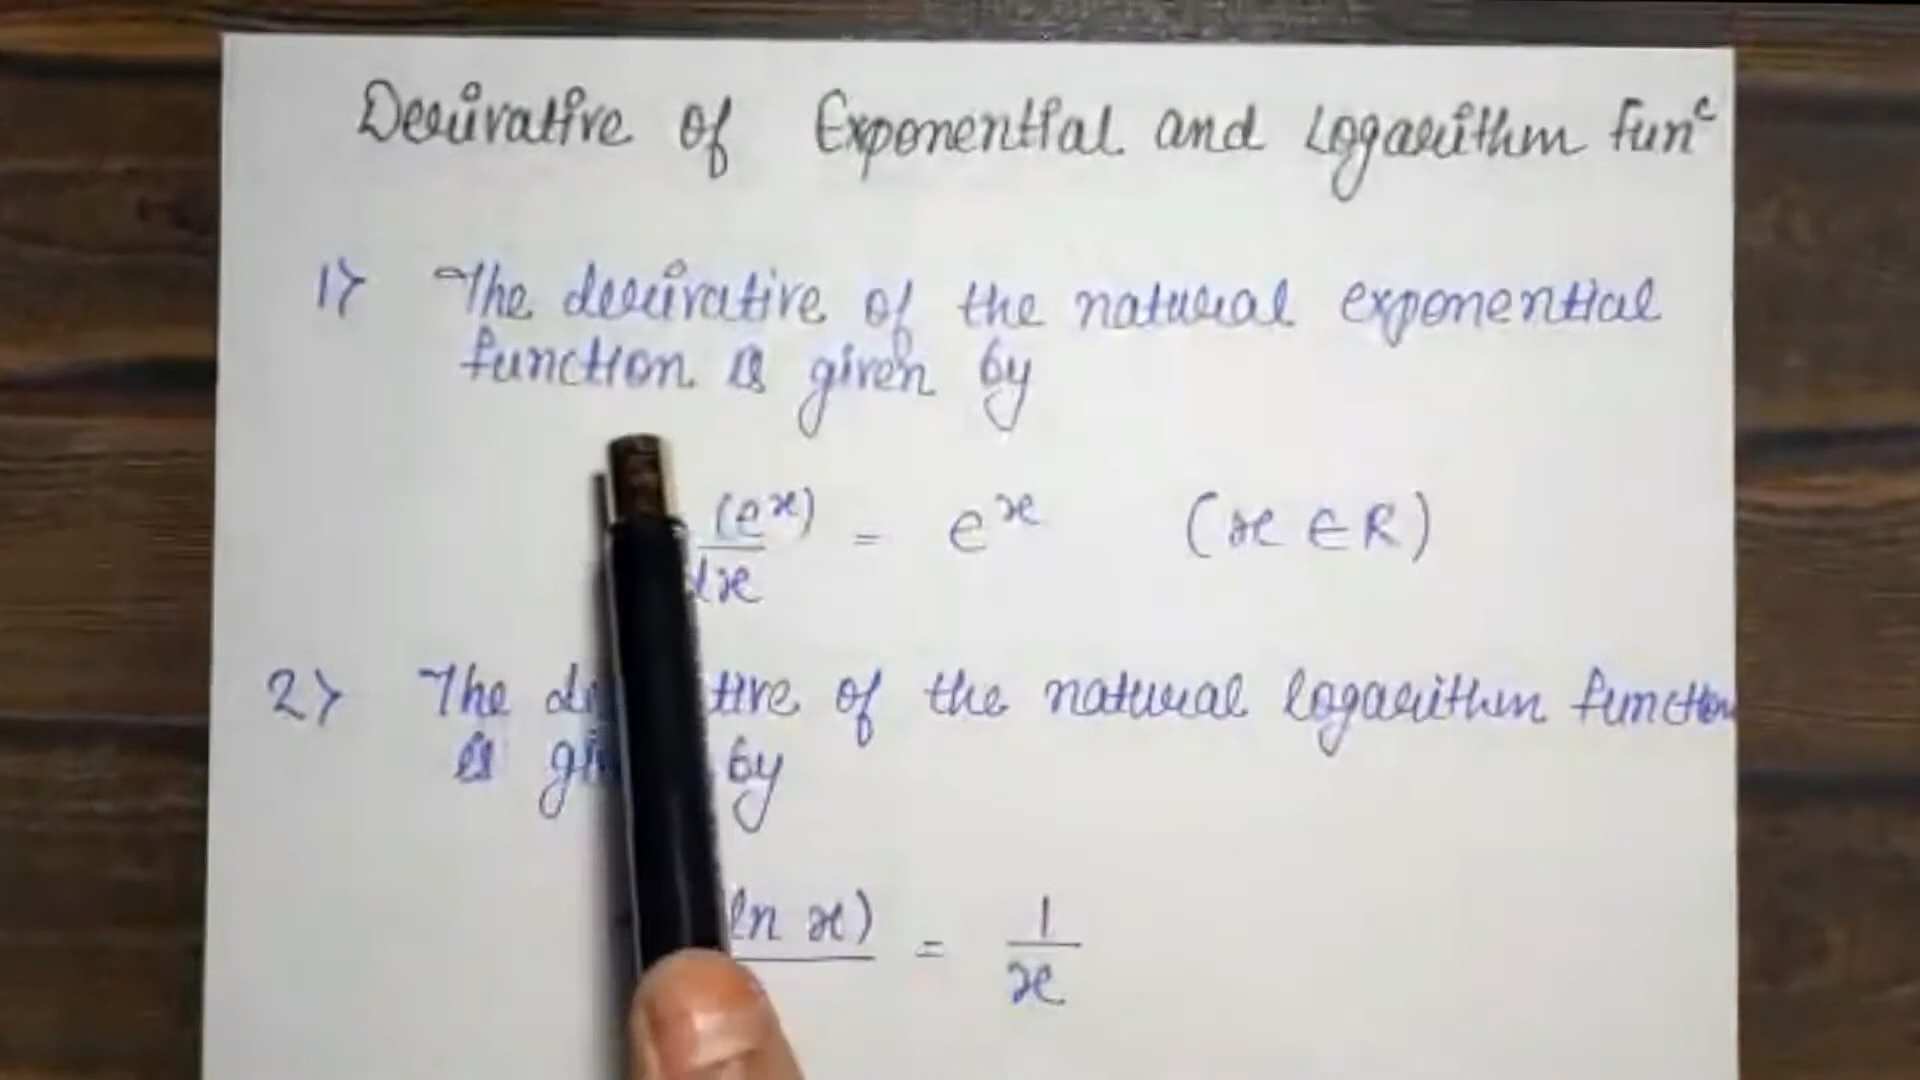 Derivative of Exponential and Logarithm Funᶜ
1> The derivative of the natural exponential
function is given by
(eˣ) = eˣ (x ∈ R)
dx
2> The of the natural logarithm function
is by
ln x) = 1
x